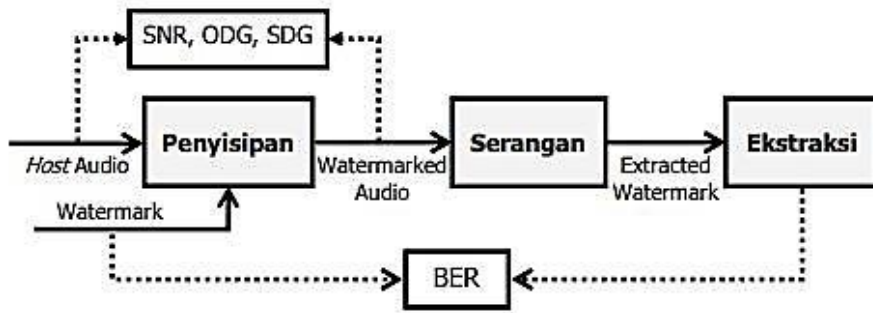 SNR, ODG, SDG
Penyisipan
Serangan
Ekstraksi
Host Audio
Watermarked
Audio
Extracted
Watermark
Watermark
BER